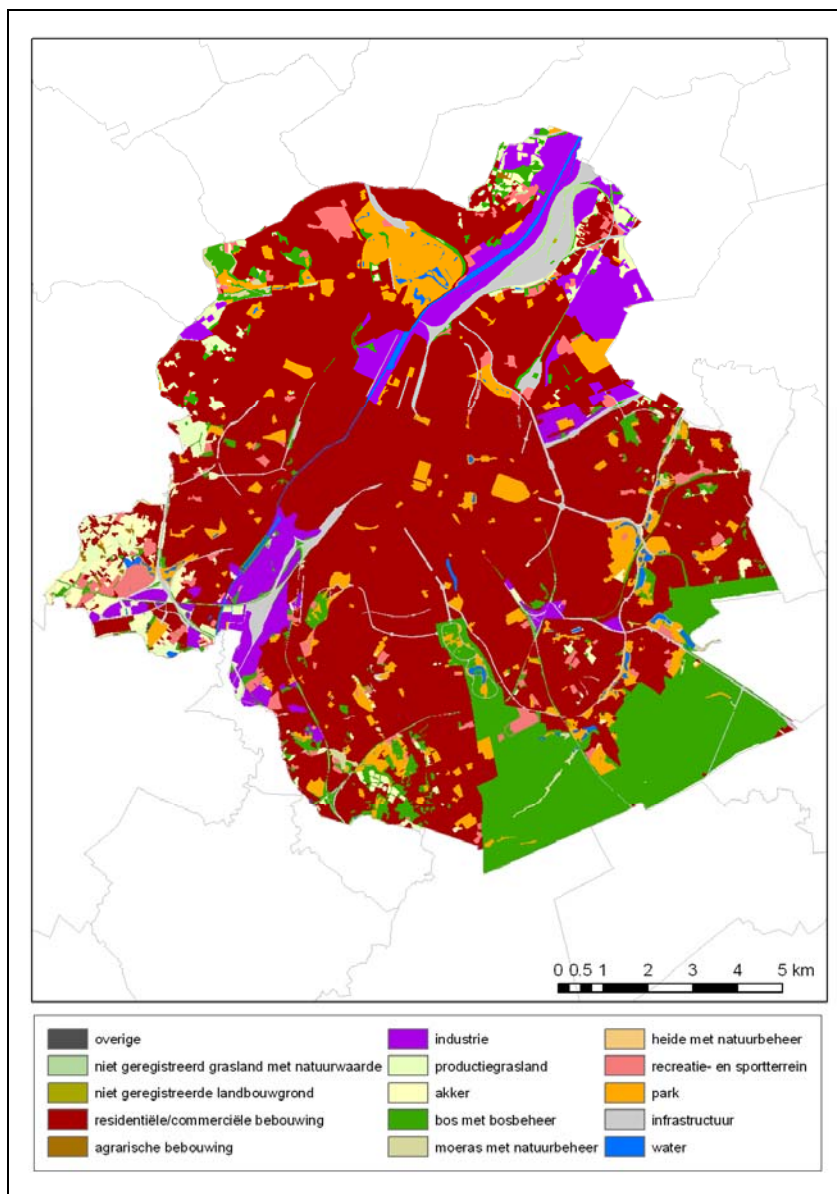 0 0.5 1 2 3 4 5 km
overige
niet geregistreerd grasland met natuurwaarde
niet geregistreerde landbouwgrond
residentiële/commerciële bebouwing
agrarische bebouwing
industrie
productiegrasland
akker
bos met bosbeheer
moeras met natuurbeheer
heide met natuurbeheer
recreatie- en sportterrein
park
infrastructuur
water